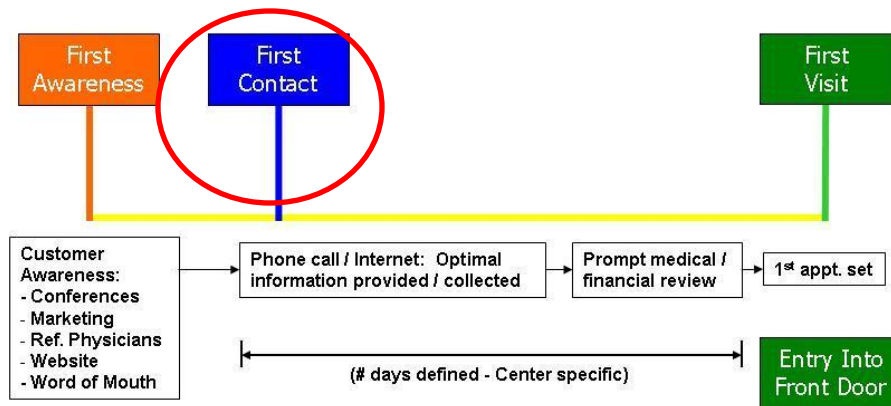 First
Awareness
First
Contact
First
Visit
Customer
Awareness:
- Conferences
- Marketing
- Ref. Physicians
- Website
- Word of Mouth
Phone call / Internet: Optimal
information provided / collected
Prompt medical /
financial review
1st appt. set
(# days defined - Center specific)
Entry Into
Front Door